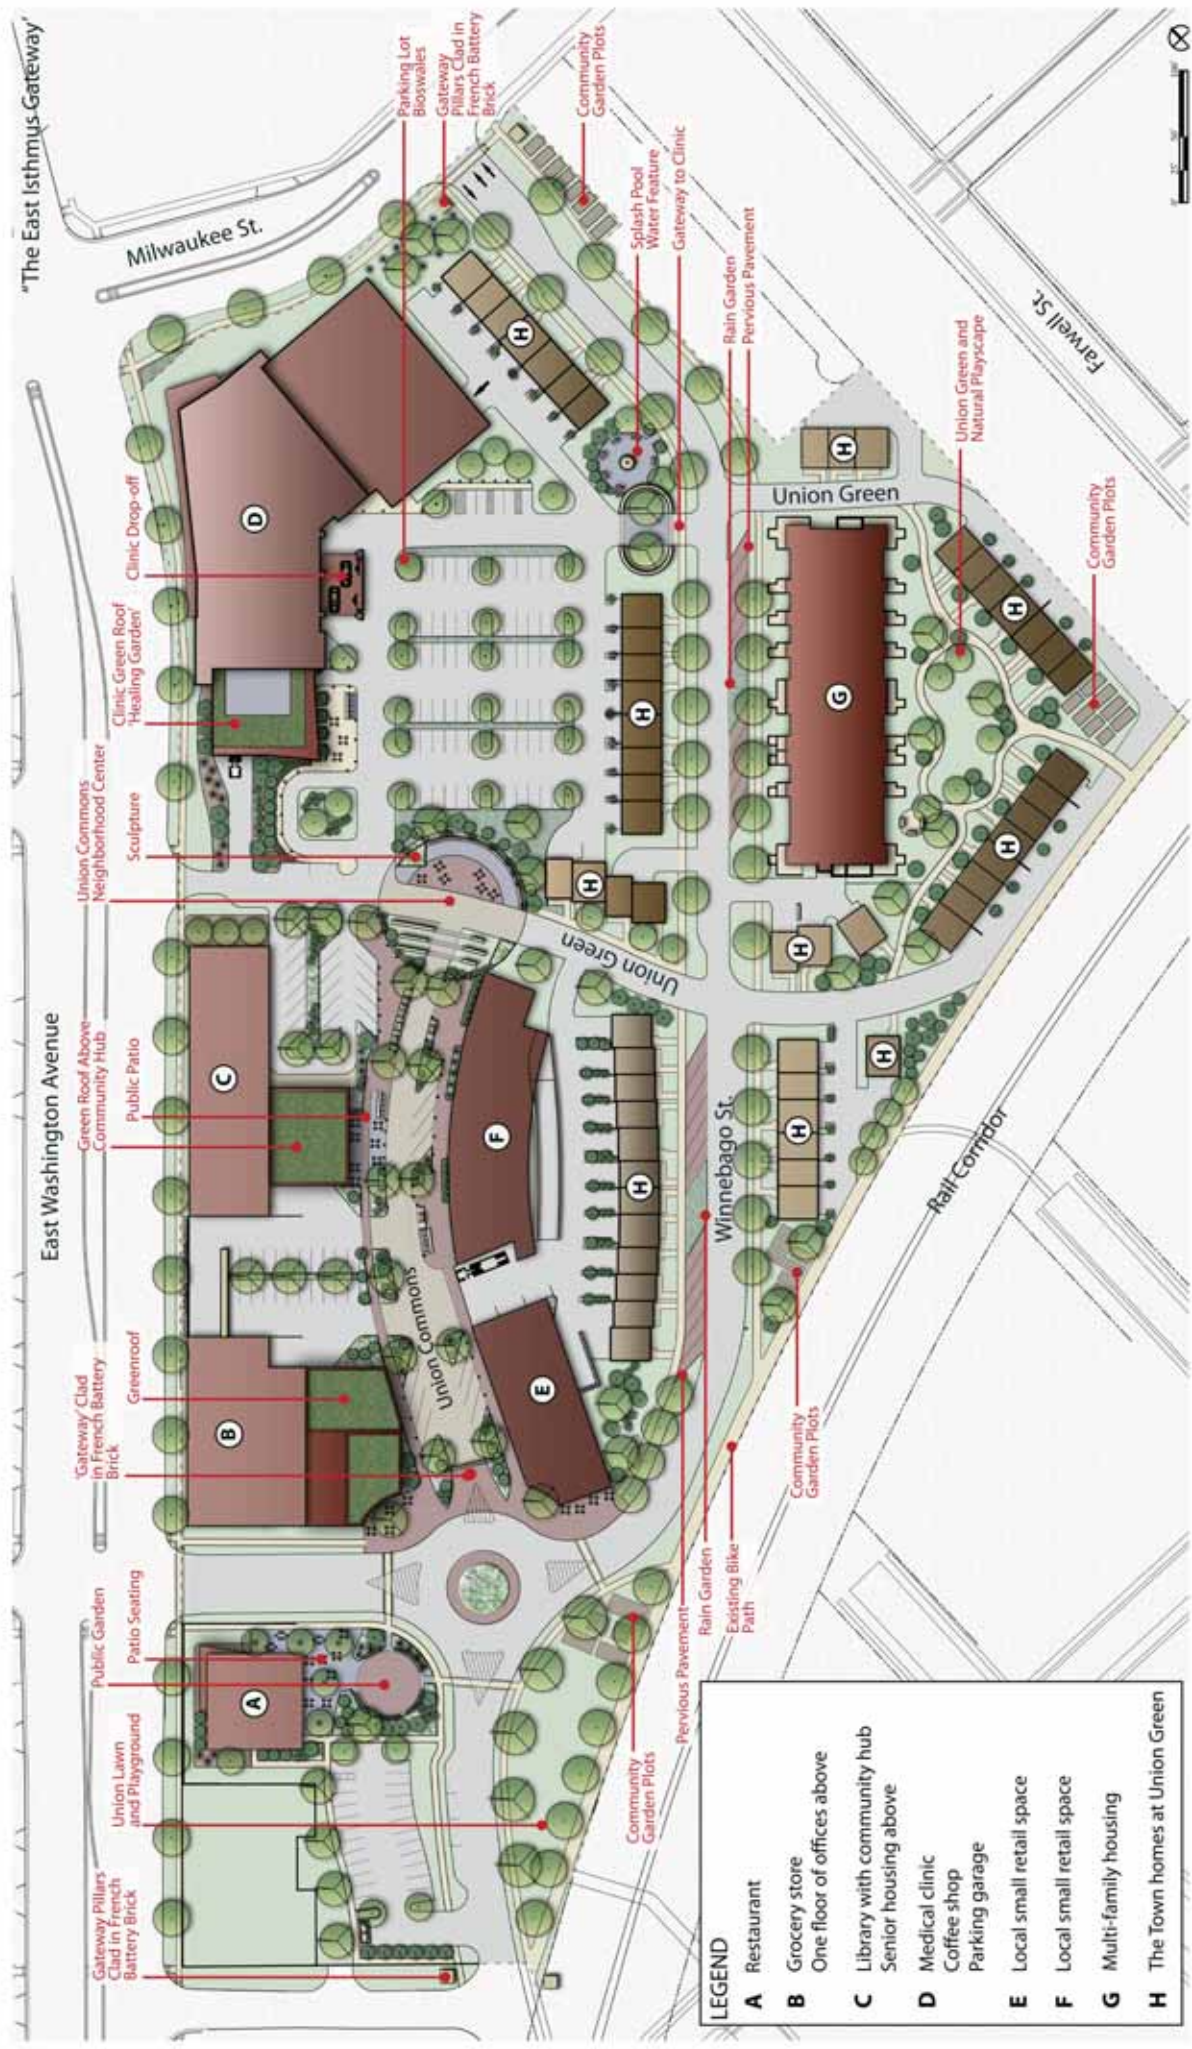 "The East Isthmus Gateway"
East Washington Avenue
Milwaukee St.
Gateway Pillars
Clad in French
Battery Brick
Union Lawn
and Playground
Public Garden
Patio Seating
'Gateway' Clad
in French Battery
Brick
Greenroof
Green Roof Above
Community Hub
Public Patio
Union Commons
Neighborhood Center
Sculpture
Clinic Green Roof
'Healing Garden'
Clinic Drop-off
Parking Lot
Bioswales
Gateway
Pillars Clad in
French Battery
Brick
Community
Garden Plots
Splash Pool
Water Feature
Gateway to Clinic
Rain Garden
Pervious Pavement
Union Green and
Natural Playscape
Community
Garden Plots
Farwell St.
A
B
C
D
E
F
G
H
H
H
H
H
H
H
H
H
H
Union Commons
Union Green
Union Green
Winnebago St.
Rail Corridor
Community
Garden Plots
Existing Bike
Path
Rain Garden
Pervious Pavement
Community
Garden Plots
LEGEND
A Restaurant
B Grocery store
One floor of offices above
C Library with community hub
Senior housing above
D Medical clinic
Coffee shop
Parking garage
E Local small retail space
F Local small retail space
G Multi-family housing
H The Town homes at Union Green